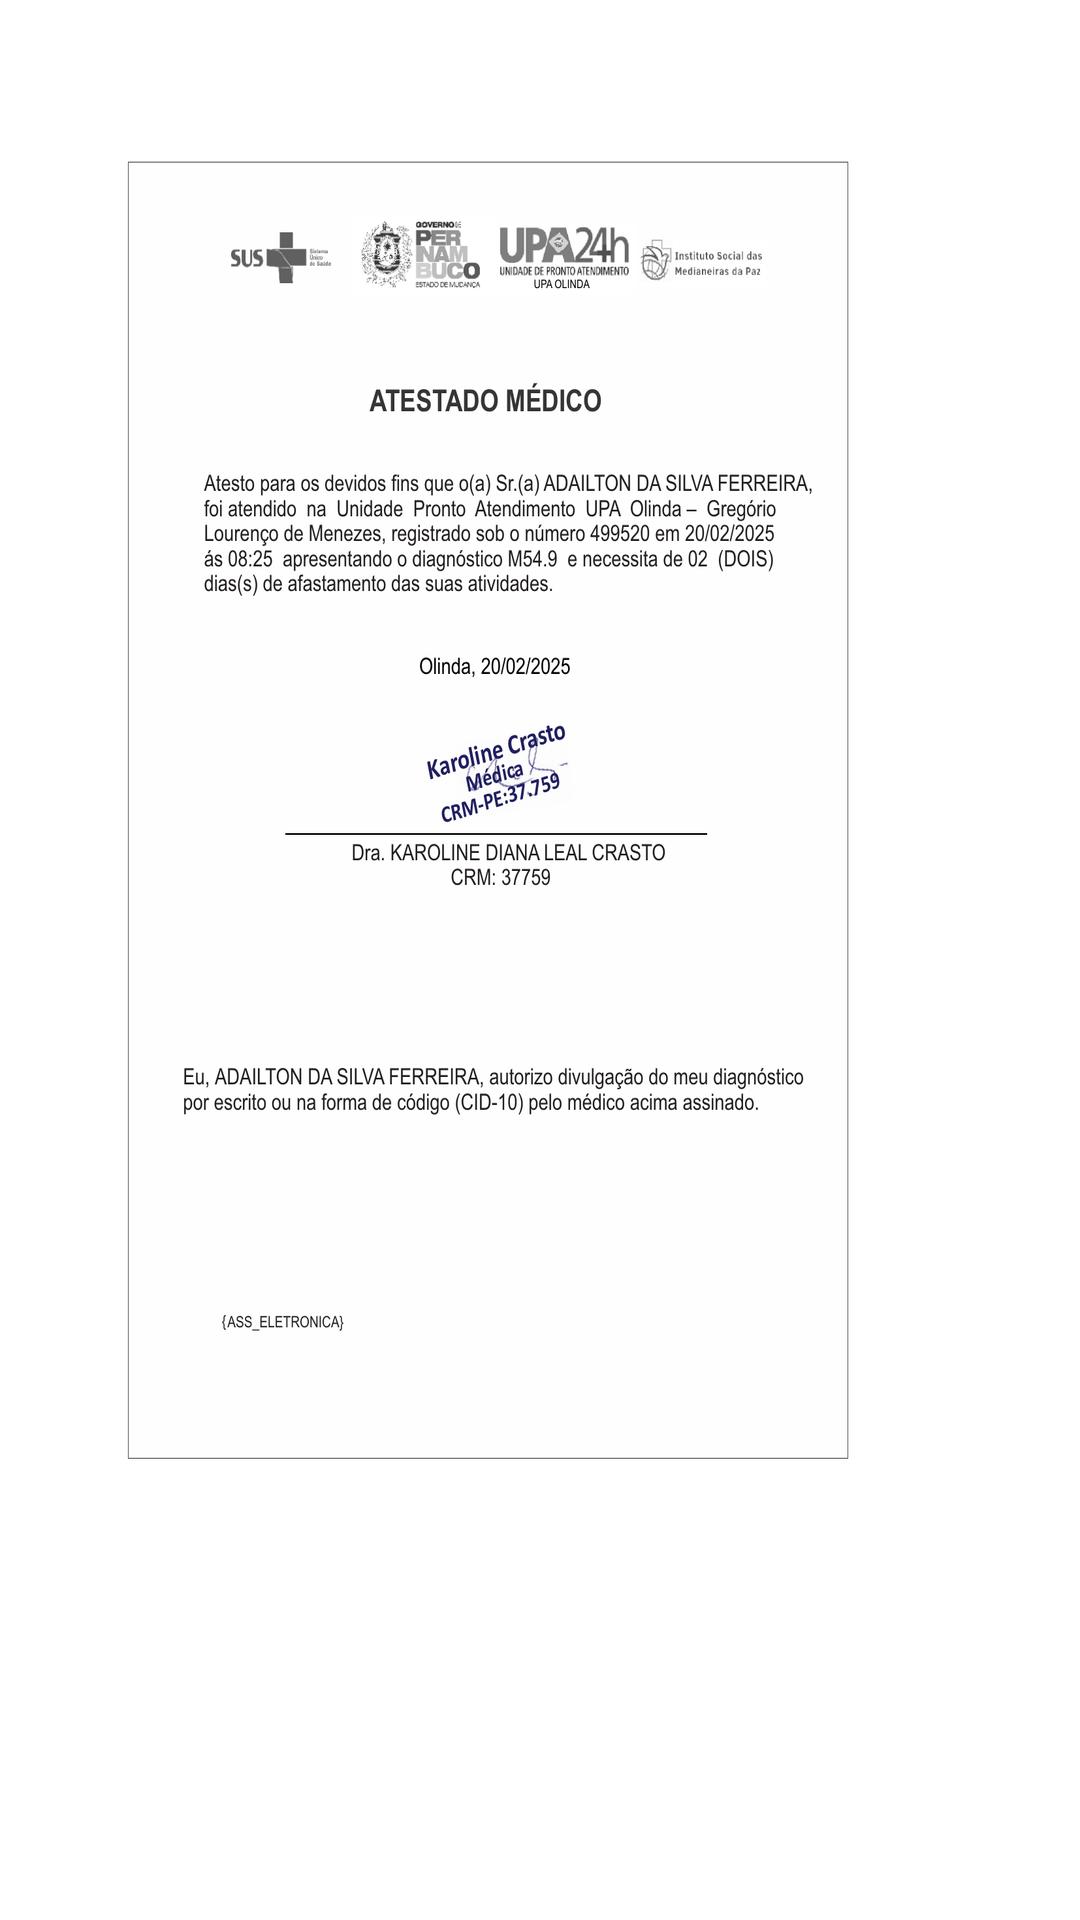 SUS
Sistema
Único
de Saúde
GOVERNO DE
PER
NAM
BUCO
ESTADO DE MUDANÇA
UPA24h
UNIDADE DE PRONTO ATENDIMENTO
UPA OLINDA
Instituto Social das
Medianeiras da Paz
ATESTADO MÉDICO
Atesto para os devidos fins que o(a) Sr.(a) ADAILTON DA SILVA FERREIRA,
foi atendido na Unidade Pronto Atendimento UPA Olinda – Gregório
Lourenço de Menezes, registrado sob o número 499520 em 20/02/2025
ás 08:25 apresentando o diagnóstico M54.9 e necessita de 02 (DOIS)
dias(s) de afastamento das suas atividades.
Olinda, 20/02/2025
Karoline Crasto
Médica
CRM-PE:37.759
Dra. KAROLINE DIANA LEAL CRASTO
CRM: 37759
Eu, ADAILTON DA SILVA FERREIRA, autorizo divulgação do meu diagnóstico
por escrito ou na forma de código (CID-10) pelo médico acima assinado.
{ASS_ELETRONICA}